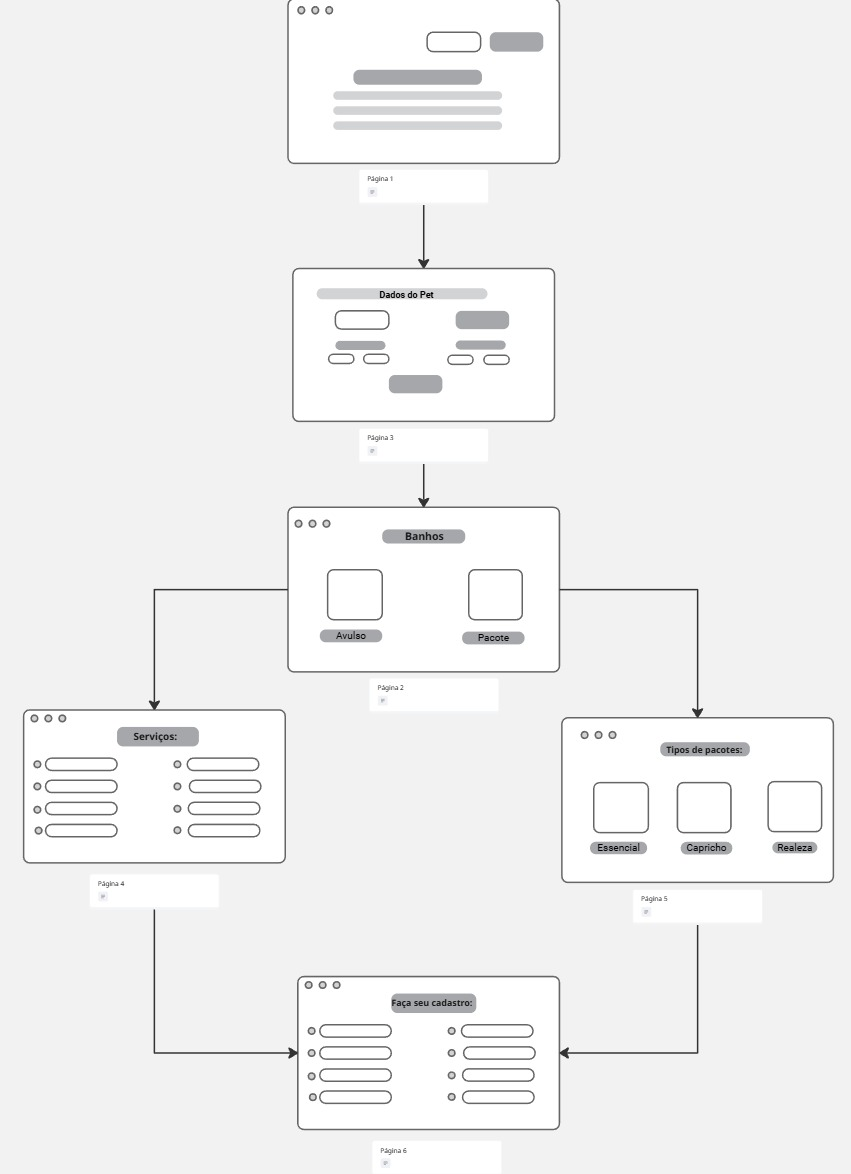 Página 1
Dados do Pet
Página 3
Banhos
Avulso
Pacote
Página 2
Serviços:
Página 4
Tipos de pacotes:
Essencial
Capricho
Realeza
Página 5
Faça seu cadastro:
Página 6